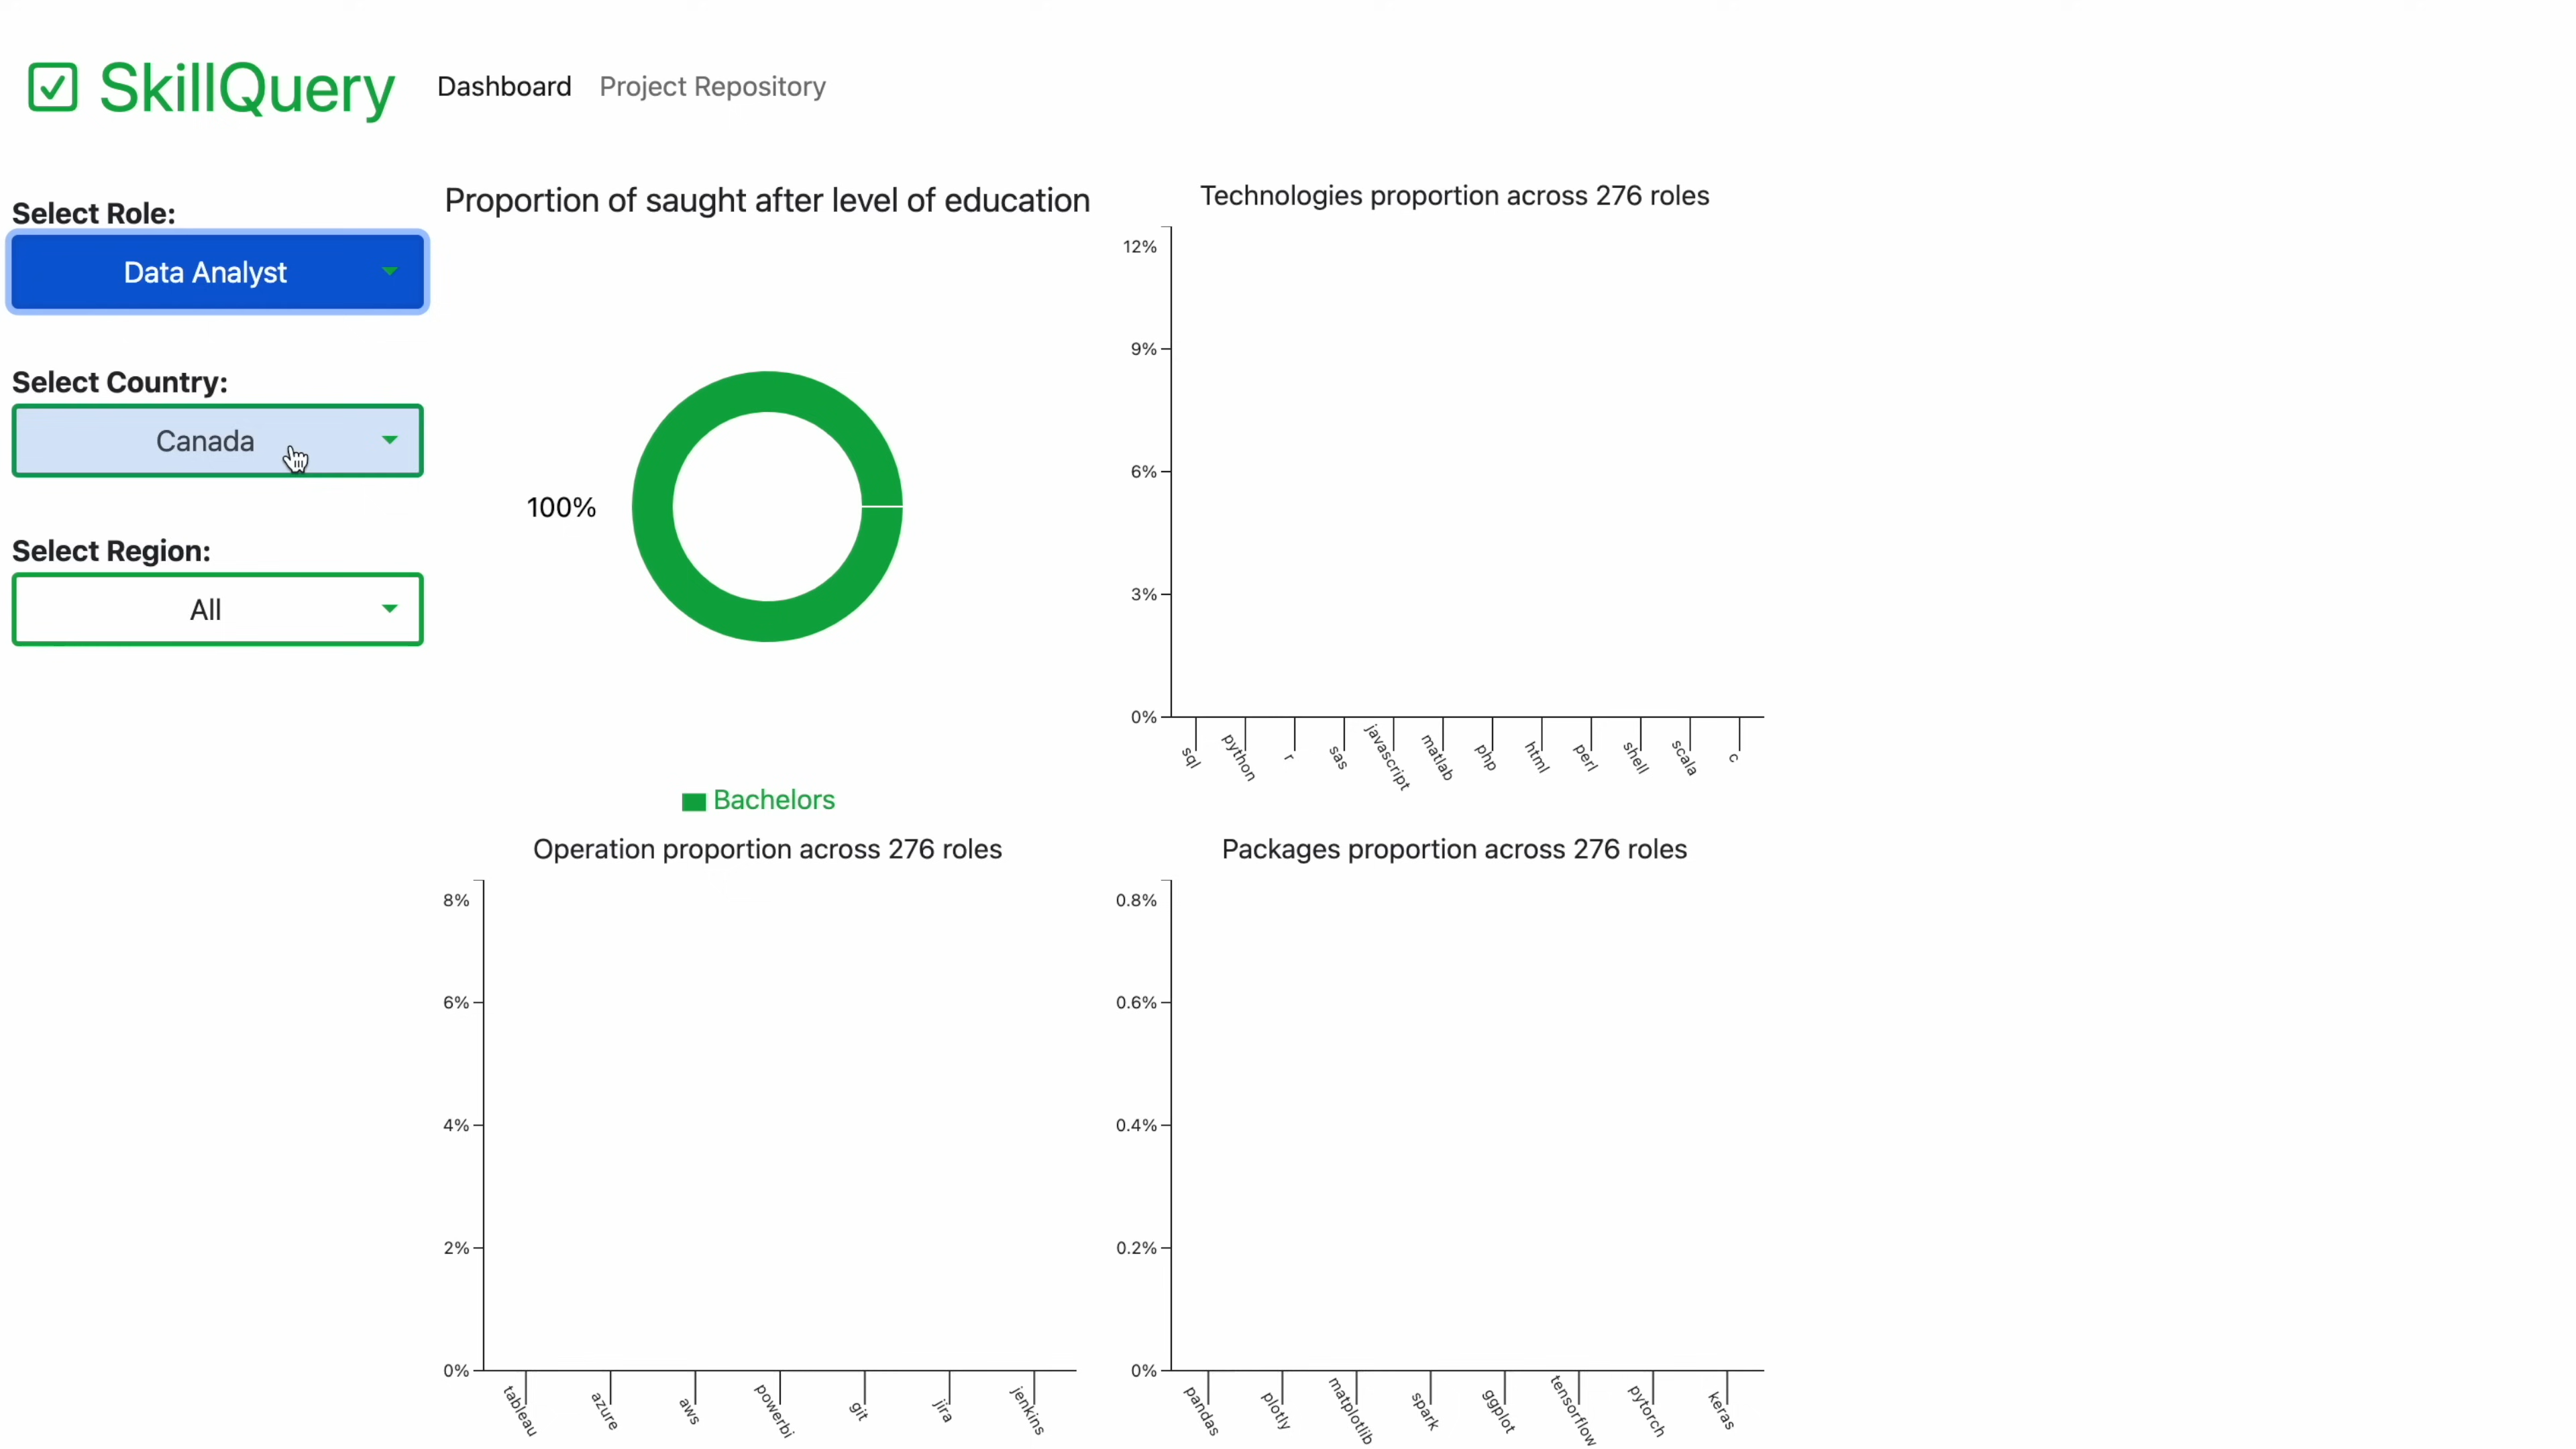 SkillQuery
Dashboard
Project Repository
Select Role:
Data Analyst
Select Country:
Canada
Select Region:
All
Proportion of saught after level of education
100%
Bachelors
Technologies proportion across 276 roles
12%
9%
6%
3%
0%
sql
python
r
sas
javascript
matlab
php
html
perl
shell
scala
c
Operation proportion across 276 roles
8%
6%
4%
2%
0%
tableau
azure
aws
powerbi
git
jira
jenkins
Packages proportion across 276 roles
0.8%
0.6%
0.4%
0.2%
0%
pandas
plotly
matplotlib
spark
ggplot
tensorflow
pytorch
keras